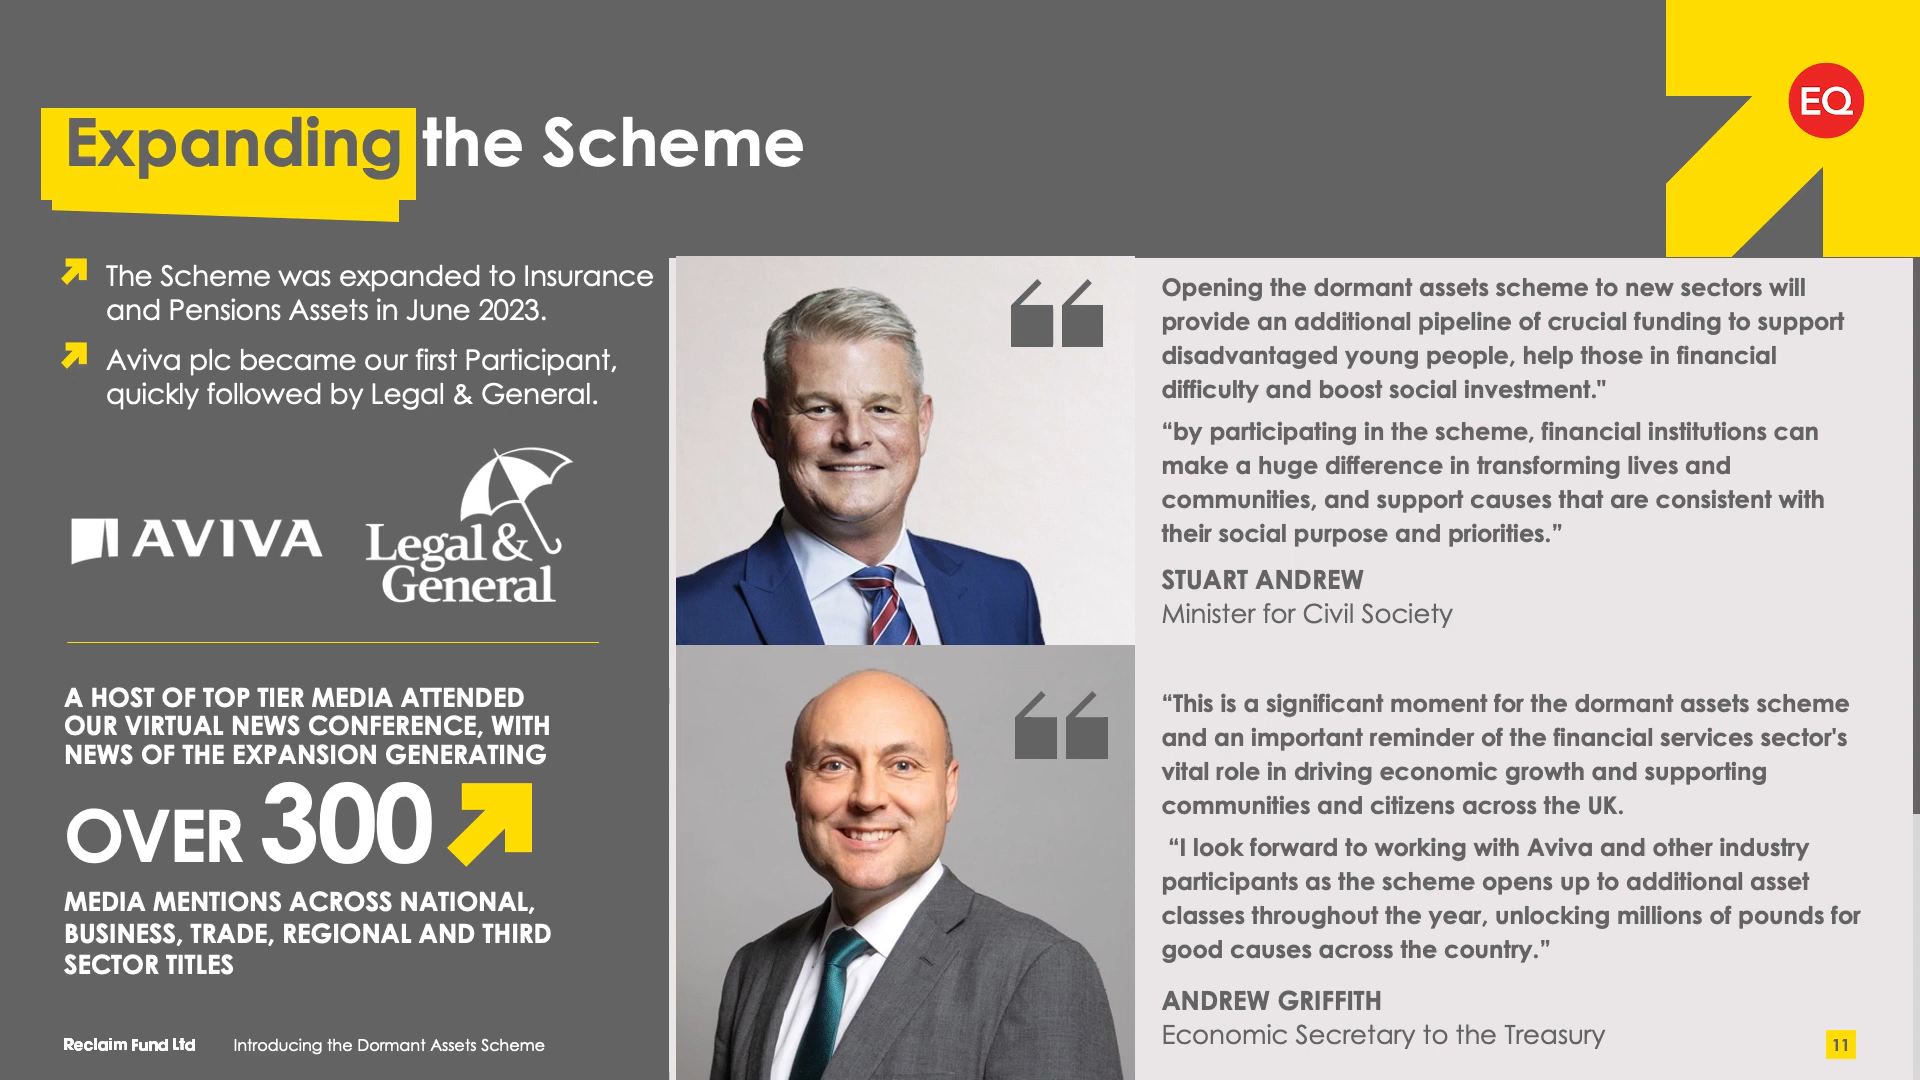 EQ
Expanding the Scheme
The Scheme was expanded to Insurance
and Pensions Assets in June 2023.
Aviva plc became our first Participant,
quickly followed by Legal & General.
AVIVA
Legal &
General
A HOST OF TOP TIER MEDIA ATTENDED
OUR VIRTUAL NEWS CONFERENCE, WITH
NEWS OF THE EXPANSION GENERATING
OVER 300
MEDIA MENTIONS ACROSS NATIONAL,
BUSINESS, TRADE, REGIONAL AND THIRD
SECTOR TITLES
Opening the dormant assets scheme to new sectors will
provide an additional pipeline of crucial funding to support
disadvantaged young people, help those in financial
difficulty and boost social investment."
“by participating in the scheme, financial institutions can
make a huge difference in transforming lives and
communities, and support causes that are consistent with
their social purpose and priorities.”
STUART ANDREW
Minister for Civil Society
“This is a significant moment for the dormant assets scheme
and an important reminder of the financial services sector's
vital role in driving economic growth and supporting
communities and citizens across the UK.
“I look forward to working with Aviva and other industry
participants as the scheme opens up to additional asset
classes throughout the year, unlocking millions of pounds for
good causes across the country.”
ANDREW GRIFFITH
Economic Secretary to the Treasury
Reclaim Fund Ltd Introducing the Dormant Assets Scheme
11